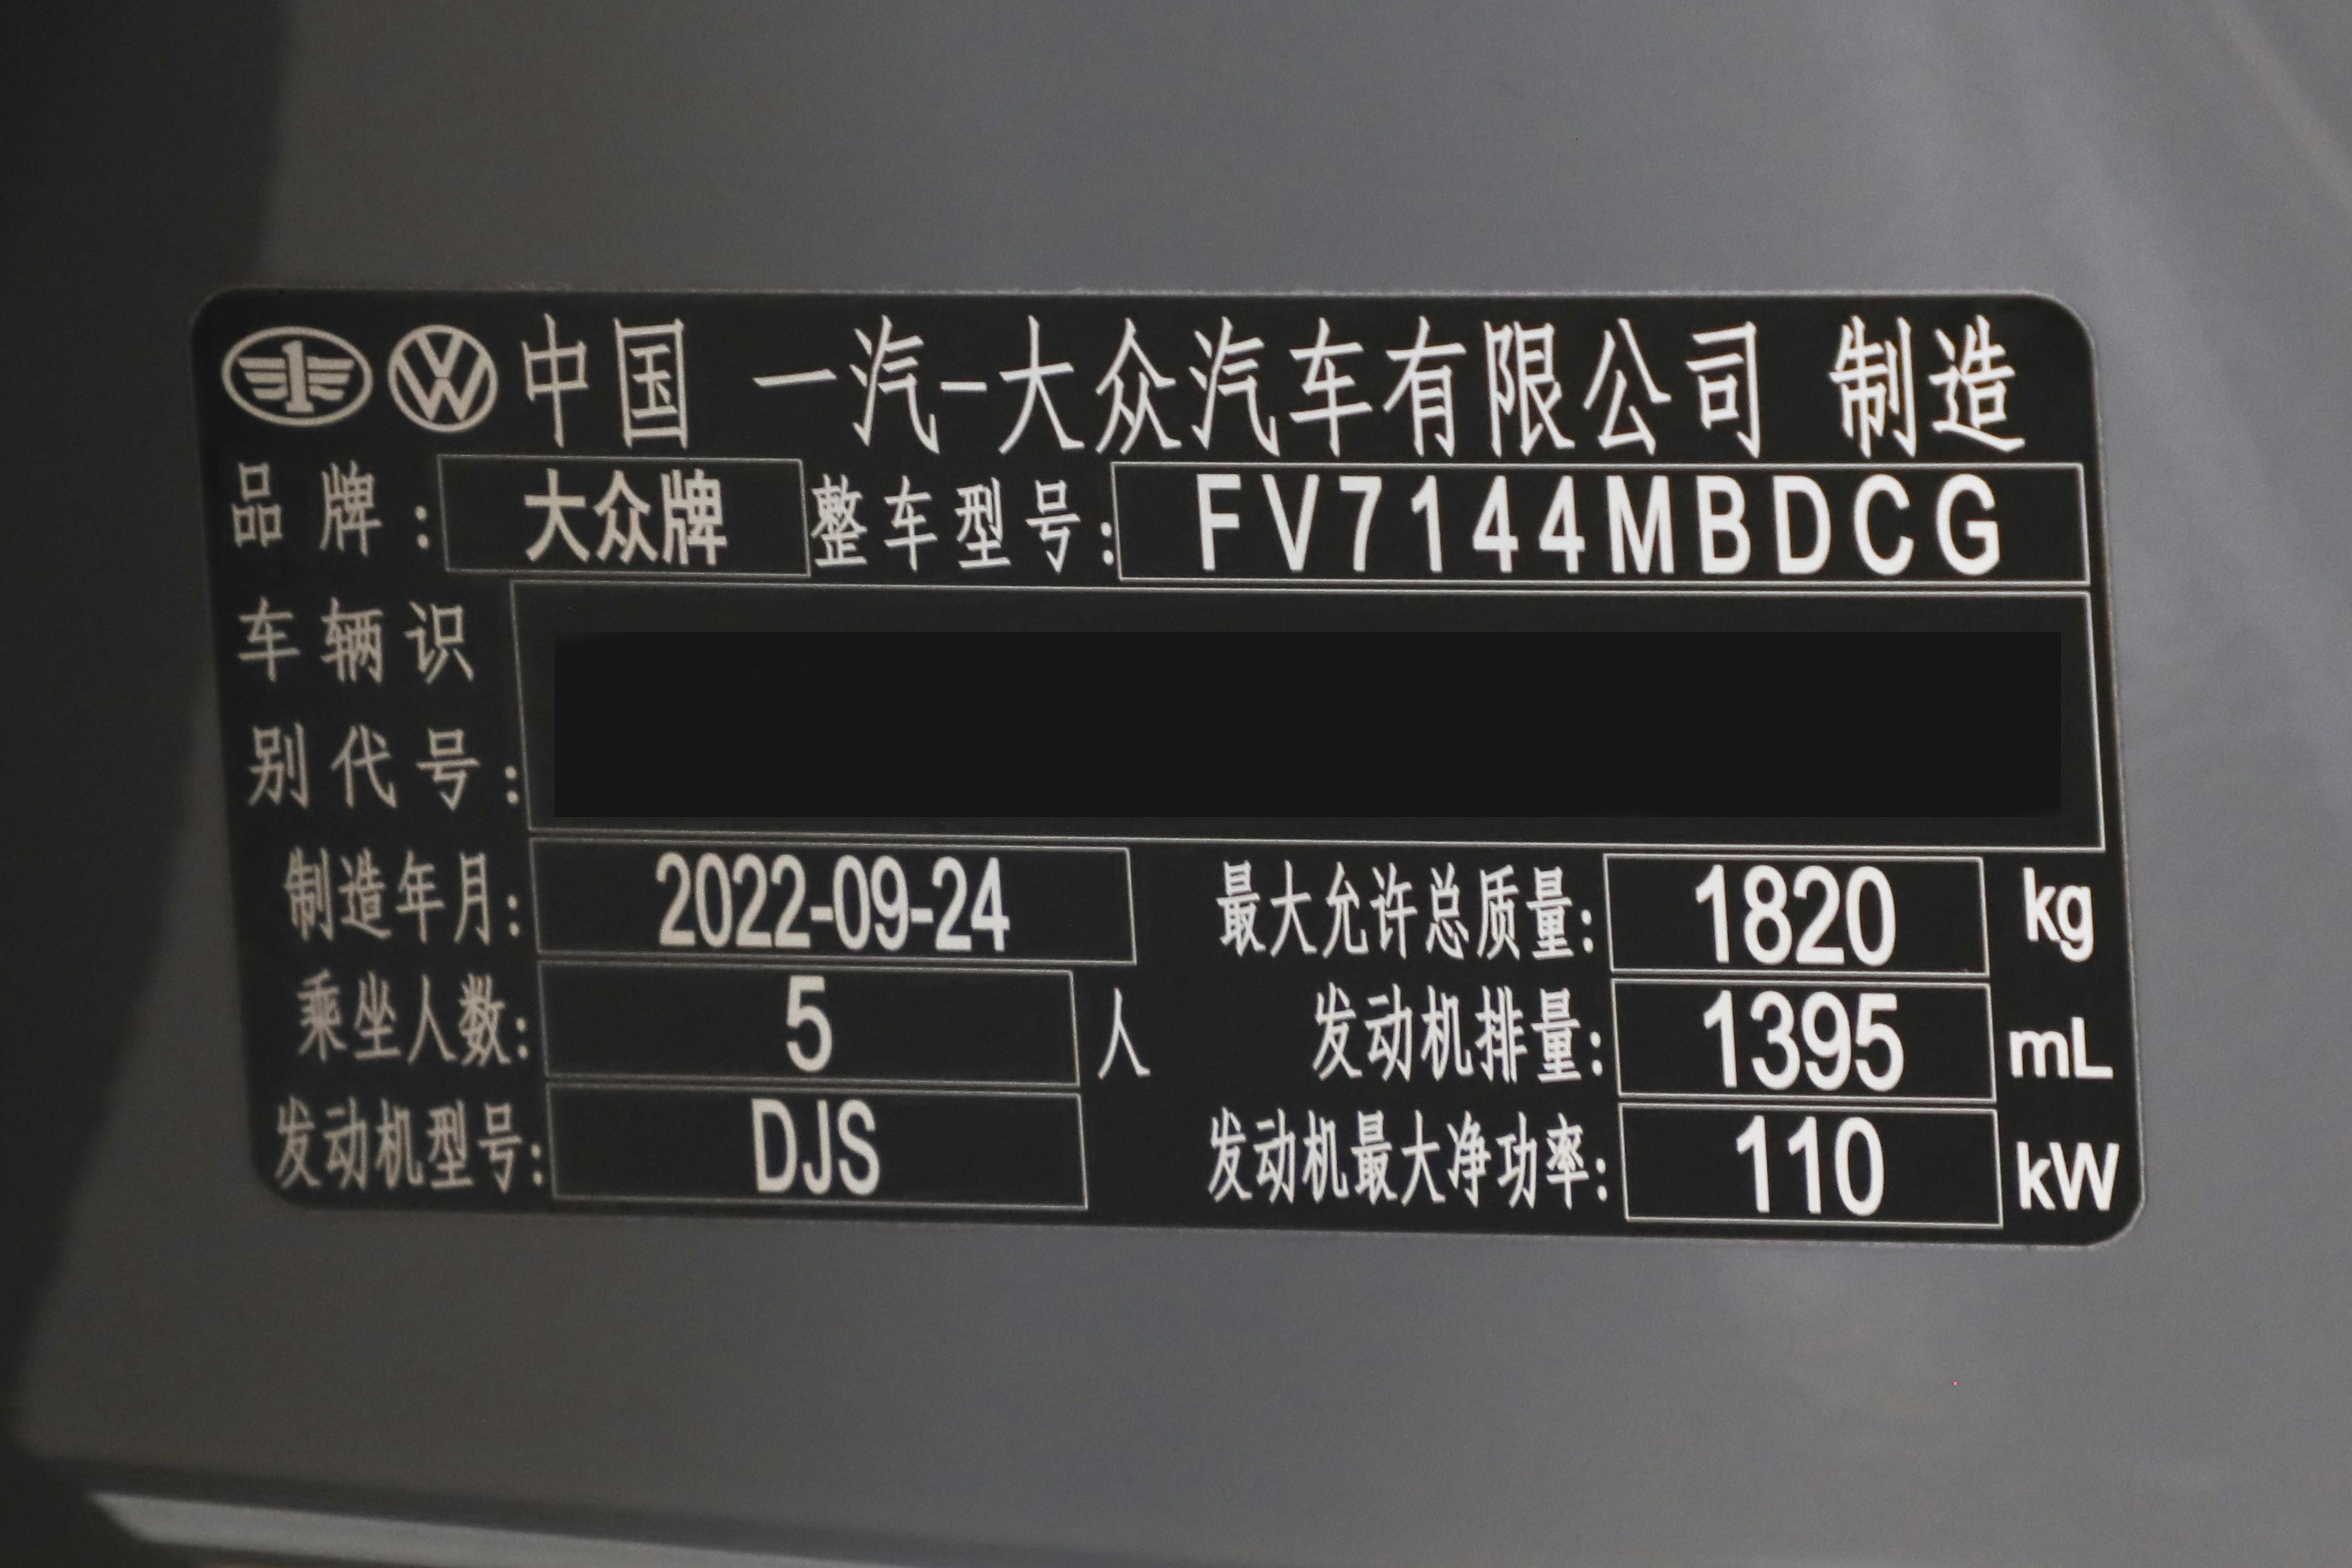 中国 一汽-大众汽车有限公司 制造
品牌: 大众牌 整车型号: FV7144MBDCG
车辆识
别代号:
制造年月: 2022-09-24 最大允许总质量: 1820 kg
乘坐人数: 5 人 发动机排量: 1395 mL
发动机型号: DJS 发动机最大净功率: 110 kW